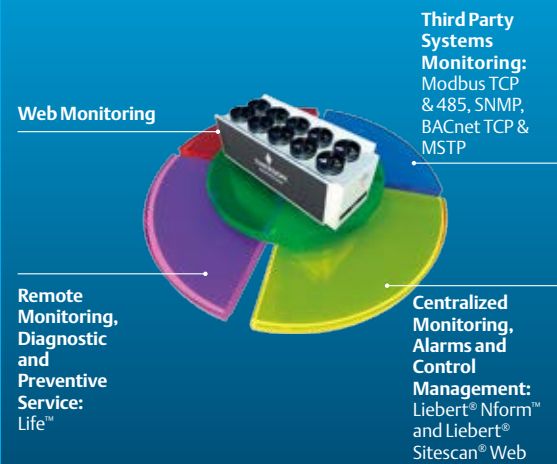 Third Party
Systems
Monitoring:
Modbus TCP
& 485, SNMP,
BACnet TCP &
MSTP
Web Monitoring
Remote
Monitoring,
Diagnostic
and
Preventive
Service:
Life™
Centralized
Monitoring,
Alarms and
Control
Management:
Liebert® Nform™
and Liebert®
Sitescan® Web